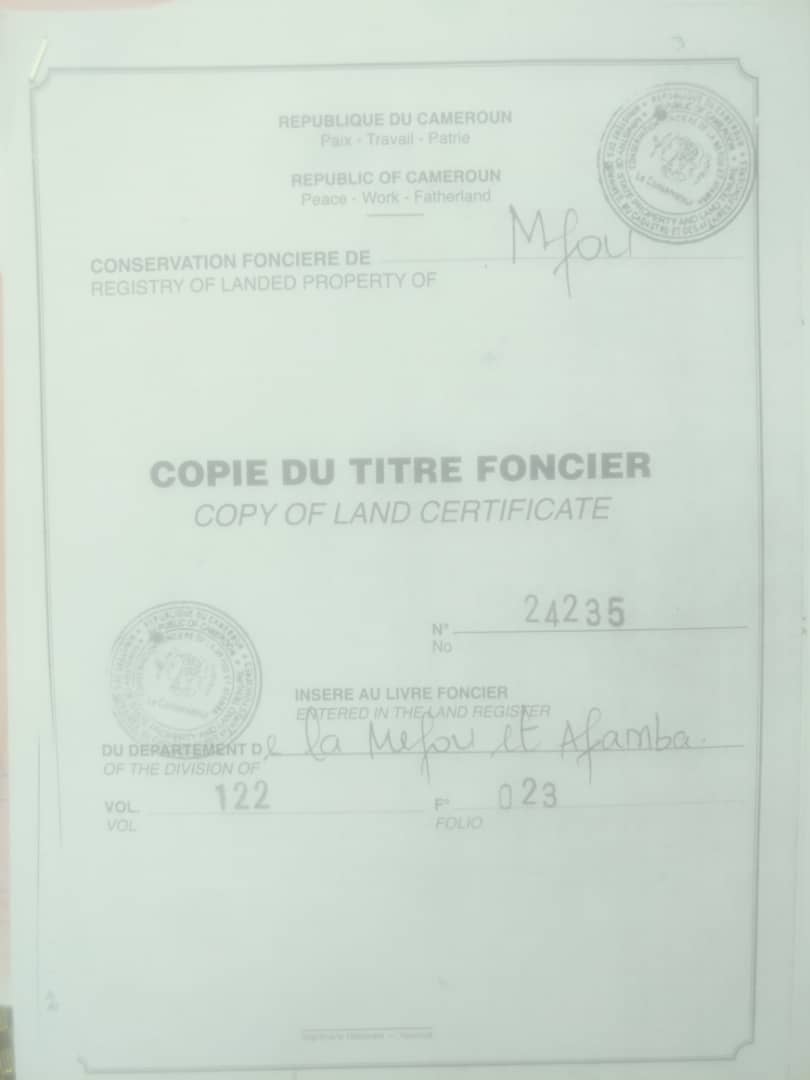 3
REPUBLIQUE DU CAMEROUN
Paix - Travail - Patrie
REPUBLIC OF CAMEROUN
Peace - Work - Fatherland
CONSERVATION FONCIERE DE Mfou
REGISTRY OF LANDED PROPERTY OF
COPIE DU TITRE FONCIER
COPY OF LAND CERTIFICATE
N° 24235
No
INSERE AU LIVRE FONCIER
ENTERED IN THE LAND REGISTER
DU DEPARTEMENT De la Mefou et Afamba.
OF THE DIVISION OF
VOL. 122 F° 023
VOL FOLIO